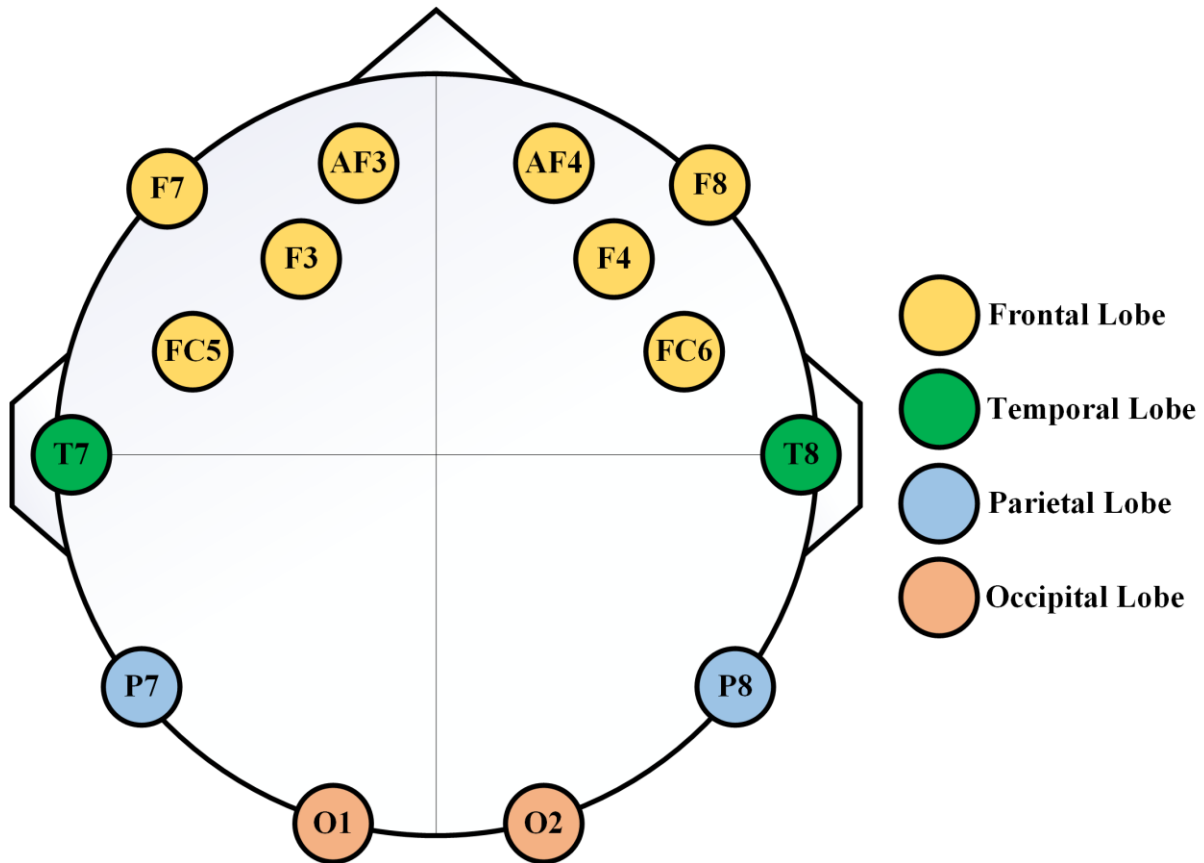 AF3 AF4
F7 F8
F3 F4
FC5 FC6
T7 T8
P7 P8
O1 O2
Frontal Lobe
Temporal Lobe
Parietal Lobe
Occipital Lobe